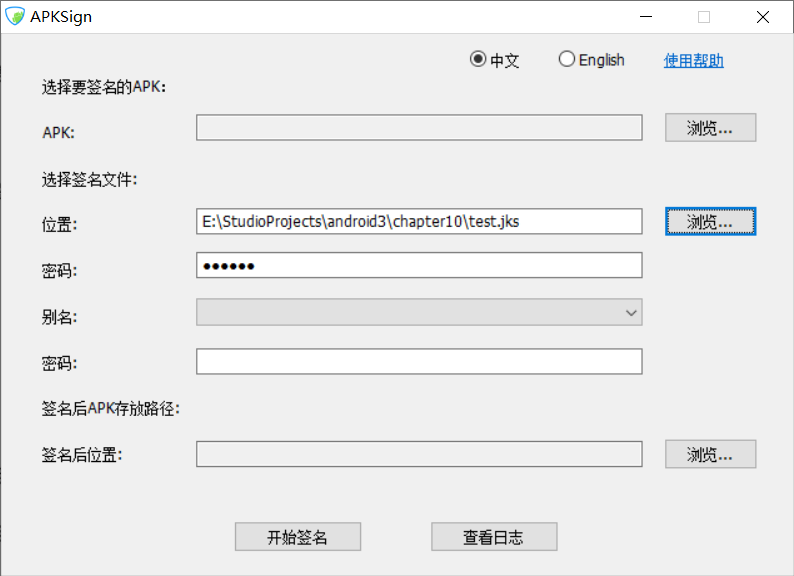 APKSign
中文 English 使用帮助
选择要签名的APK:
APK: 浏览...
选择签名文件:
位置: E:\StudioProjects\android3\chapter10\test.jks 浏览...
密码: ●●●●●●
别名:
密码:
签名后APK存放路径:
签名后位置: 浏览...
开始签名 查看日志